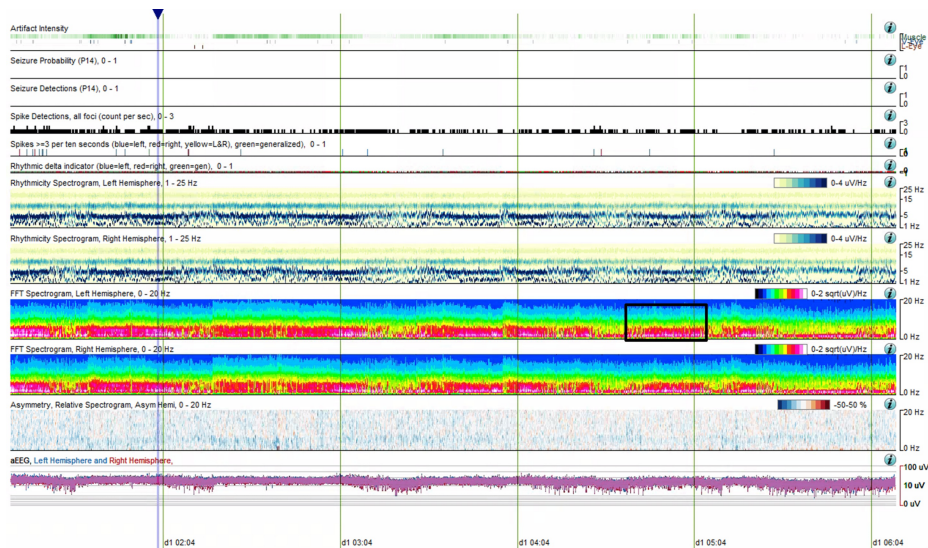 Artifact Intensity
Muscle
V-Eye
L-Eye
Seizure Probability (P14), 0 - 1
1
0
Seizure Detections (P14), 0 - 1
1
0
Spike Detections, all foci (count per sec), 0 - 3
3
0
Spikes >=3 per ten seconds (blue=left, red=right, yellow=L&R), green=generalized), 0 - 1
Rhythmic delta indicator (blue=left, red=right, green=gen), 0 - 1
Rhythmicity Spectrogram, Left Hemisphere, 1 - 25 Hz
0-4 uV/Hz
25 Hz
15
5
1 Hz
Rhythmicity Spectrogram, Right Hemisphere, 1 - 25 Hz
0-4 uV/Hz
25 Hz
15
5
1 Hz
FFT Spectrogram, Left Hemisphere, 0 - 20 Hz
0-2 sqrt(uV)/Hz
20 Hz
0 Hz
FFT Spectrogram, Right Hemisphere, 0 - 20 Hz
0-2 sqrt(uV)/Hz
20 Hz
0 Hz
Asymmetry, Relative Spectrogram, Asym Hemi, 0 - 20 Hz
-50-50 %
20 Hz
0 Hz
aEEG, Left Hemisphere and Right Hemisphere,
100 uV
10 uV
0 uV
d1 02:04
d1 03:04
d1 04:04
d1 05:04
d1 06:04